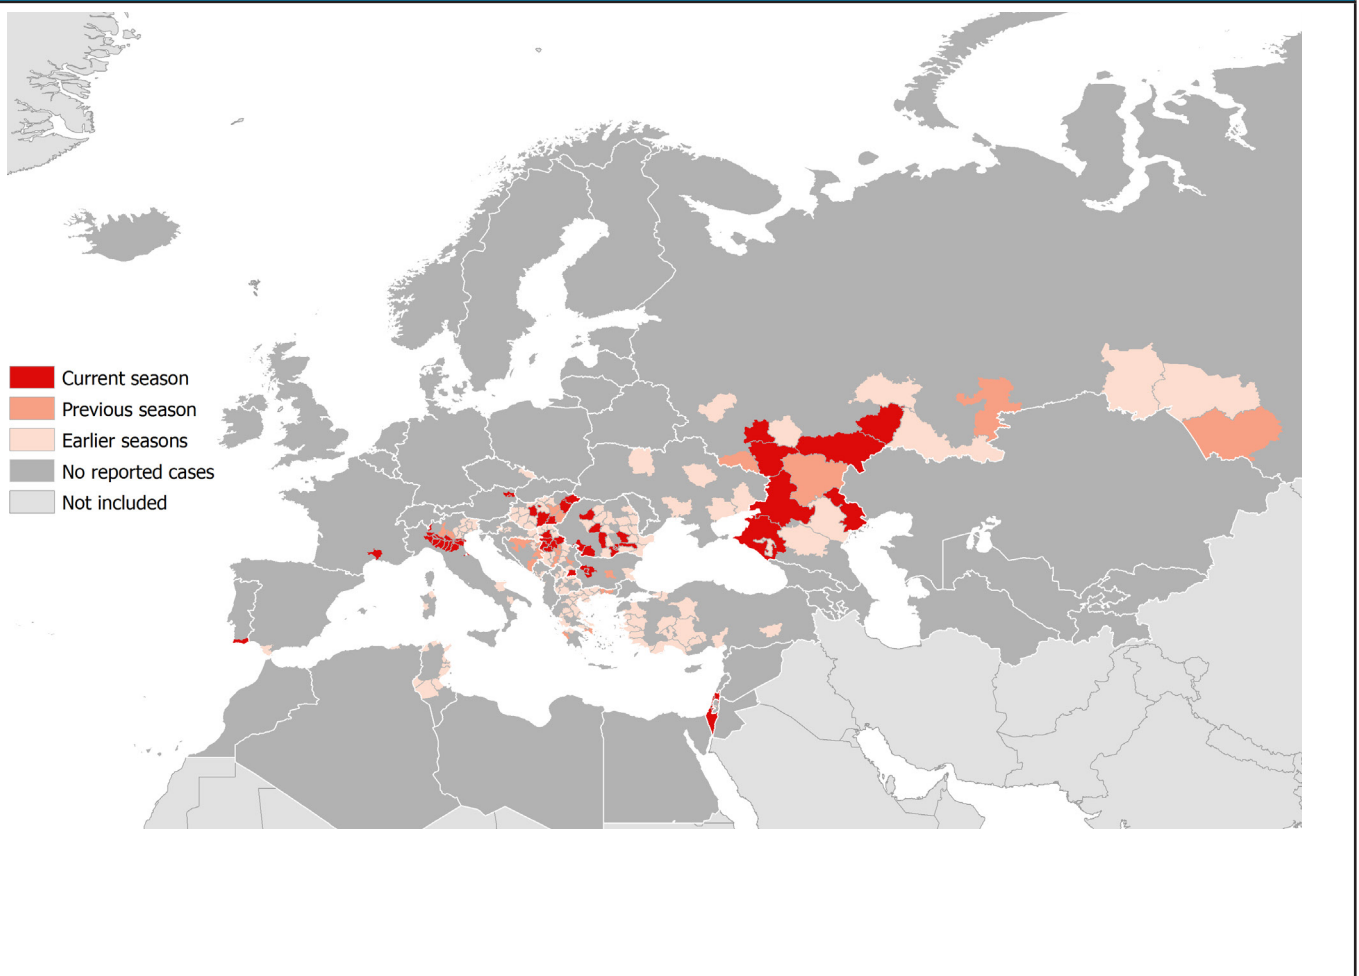 Current season
Previous season
Earlier seasons
No reported cases
Not included